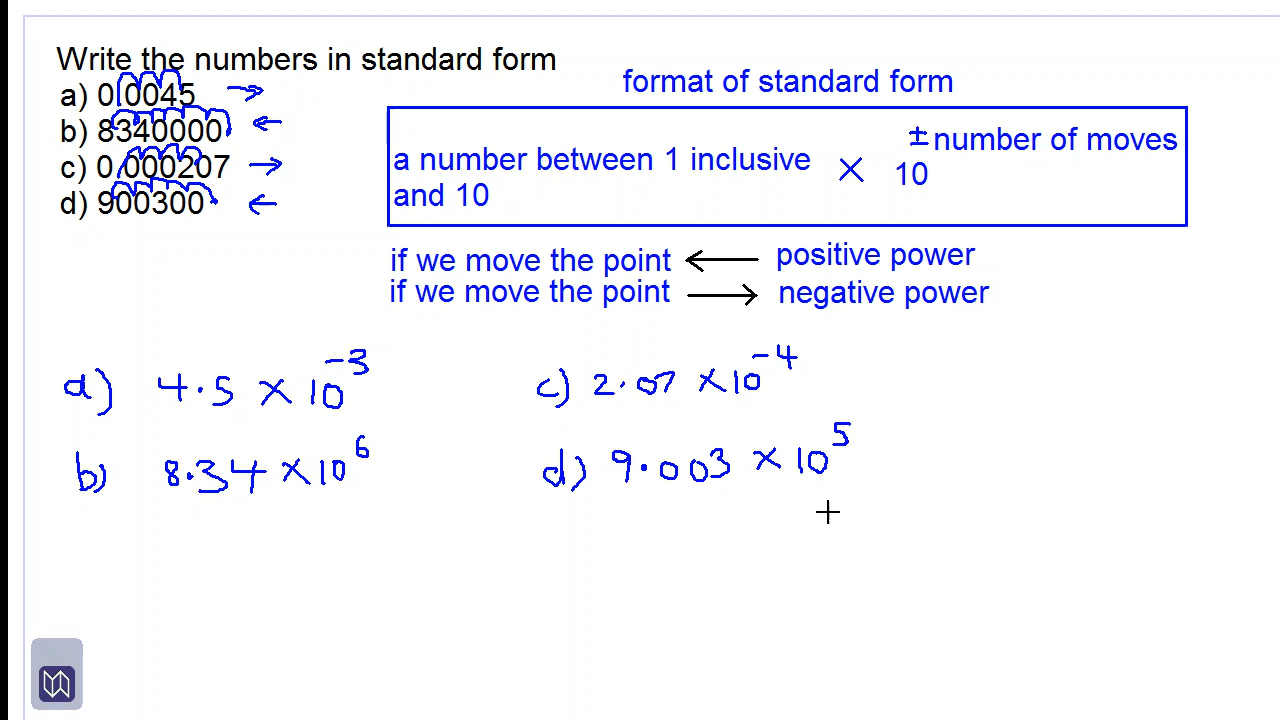 Write the numbers in standard form
a) 0.0045 →
b) 8340000 ←
c) 0.000207 →
d) 900300 ←
format of standard form
a number between 1 inclusive and 10 × 10 ±number of moves
if we move the point ← positive power
if we move the point → negative power
a) 4.5 × 10⁻³
b) 8.34 × 10⁶
c) 2.07 × 10⁻⁴
d) 9.003 × 10⁵